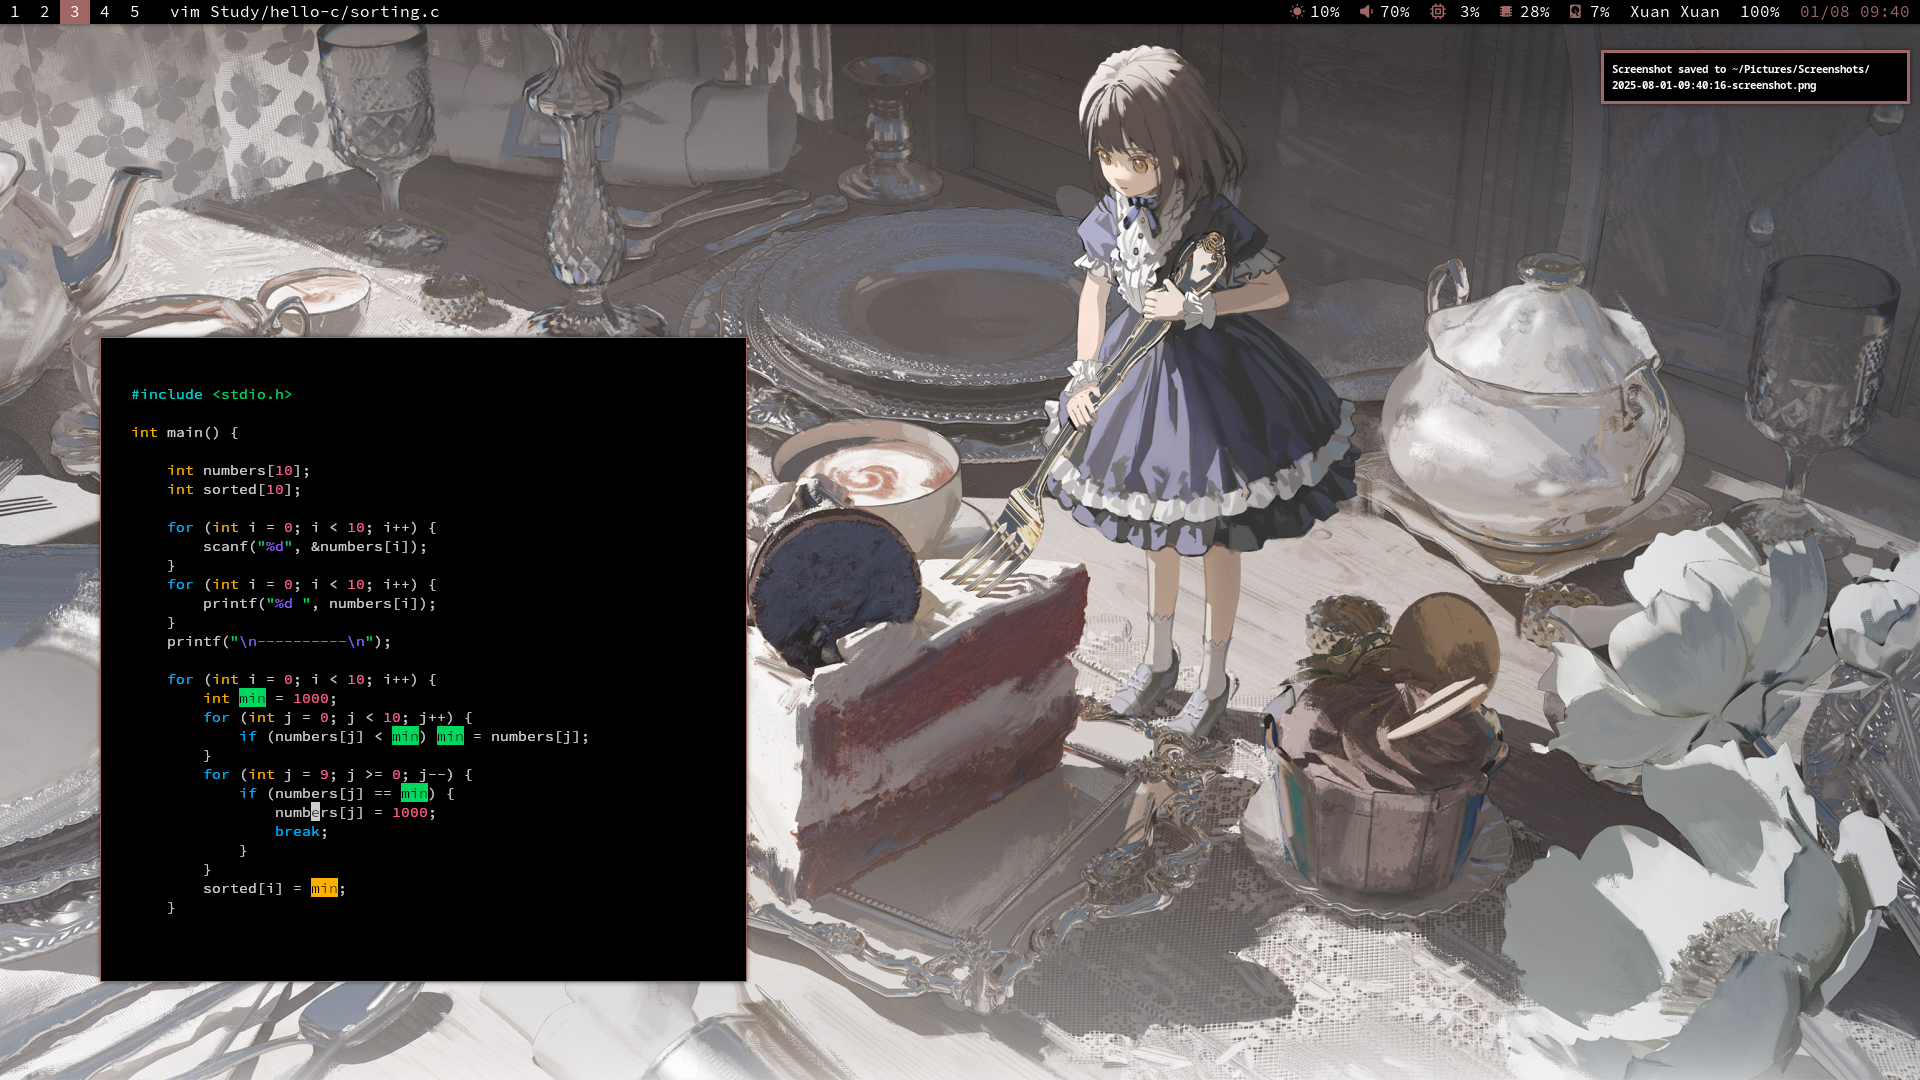 1 2 3 4 5 vim Study/hello-c/sorting.c 10% 70% 3% 28% 7% Xuan Xuan 100% 01/08 09:40
Screenshot saved to ~/Pictures/Screenshots/
2025-08-01-09:40:16-screenshot.png
#include <stdio.h>
int main() {
int numbers[10];
int sorted[10];
for (int i = 0; i < 10; i++) {
scanf("%d", &numbers[i]);
}
for (int i = 0; i < 10; i++) {
printf("%d ", numbers[i]);
}
printf("\n----------\n");
for (int i = 0; i < 10; i++) {
int min = 1000;
for (int j = 0; j < 10; j++) {
if (numbers[j] < min) min = numbers[j];
}
for (int j = 9; j >= 0; j--) {
if (numbers[j] == min) {
numbers[j] = 1000;
break;
}
}
sorted[i] = min;
}